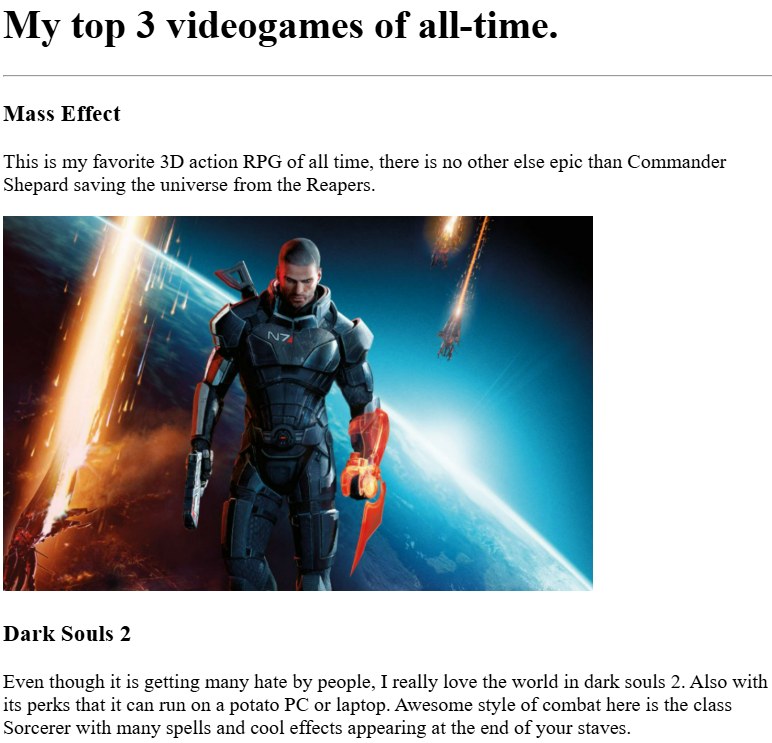 My top 3 videogames of all-time.
Mass Effect
This is my favorite 3D action RPG of all time, there is no other else epic than Commander
Shepard saving the universe from the Reapers.
N7
Dark Souls 2
Even though it is getting many hate by people, I really love the world in dark souls 2. Also with
its perks that it can run on a potato PC or laptop. Awesome style of combat here is the class
Sorcerer with many spells and cool effects appearing at the end of your staves.